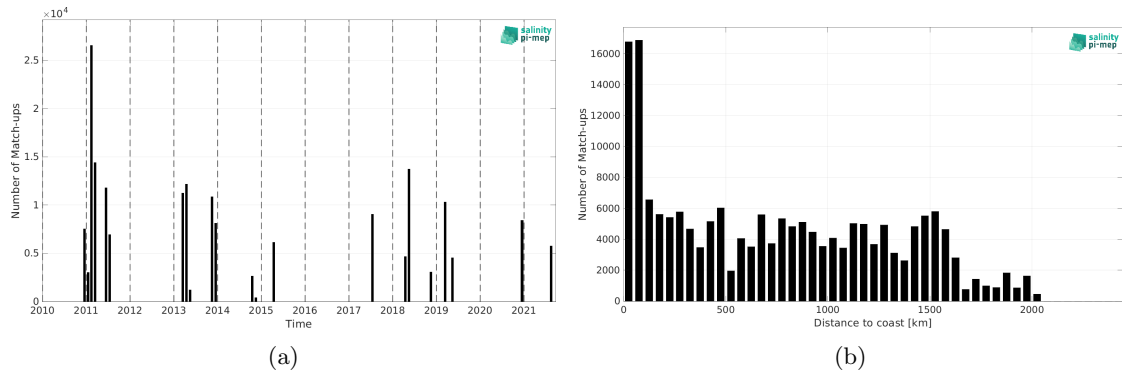 ×10⁴
salinity
pi-mep
2.5
2
1.5
1
0.5
0
Number of Match-ups
2010 2011 2012 2013 2014 2015 2016 2017 2018 2019 2020 2021
Time
(a)
salinity
pi-mep
16000
14000
12000
10000
8000
6000
4000
2000
0
Number of Match-ups
0 500 1000 1500 2000
Distance to coast [km]
(b)